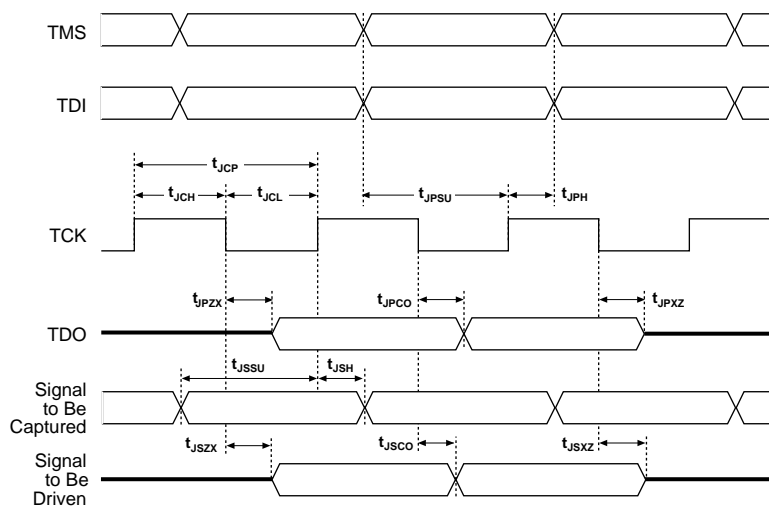 TMS
TDI
tJCP
tJCH
tJCL
tJPSU
tJPH
TCK
tJPZX
tJPCO
tJPXZ
TDO
tJSSU
tJSH
Signal
to Be
Captured
tJSZX
tJSCO
tJSXZ
Signal
to Be
Driven